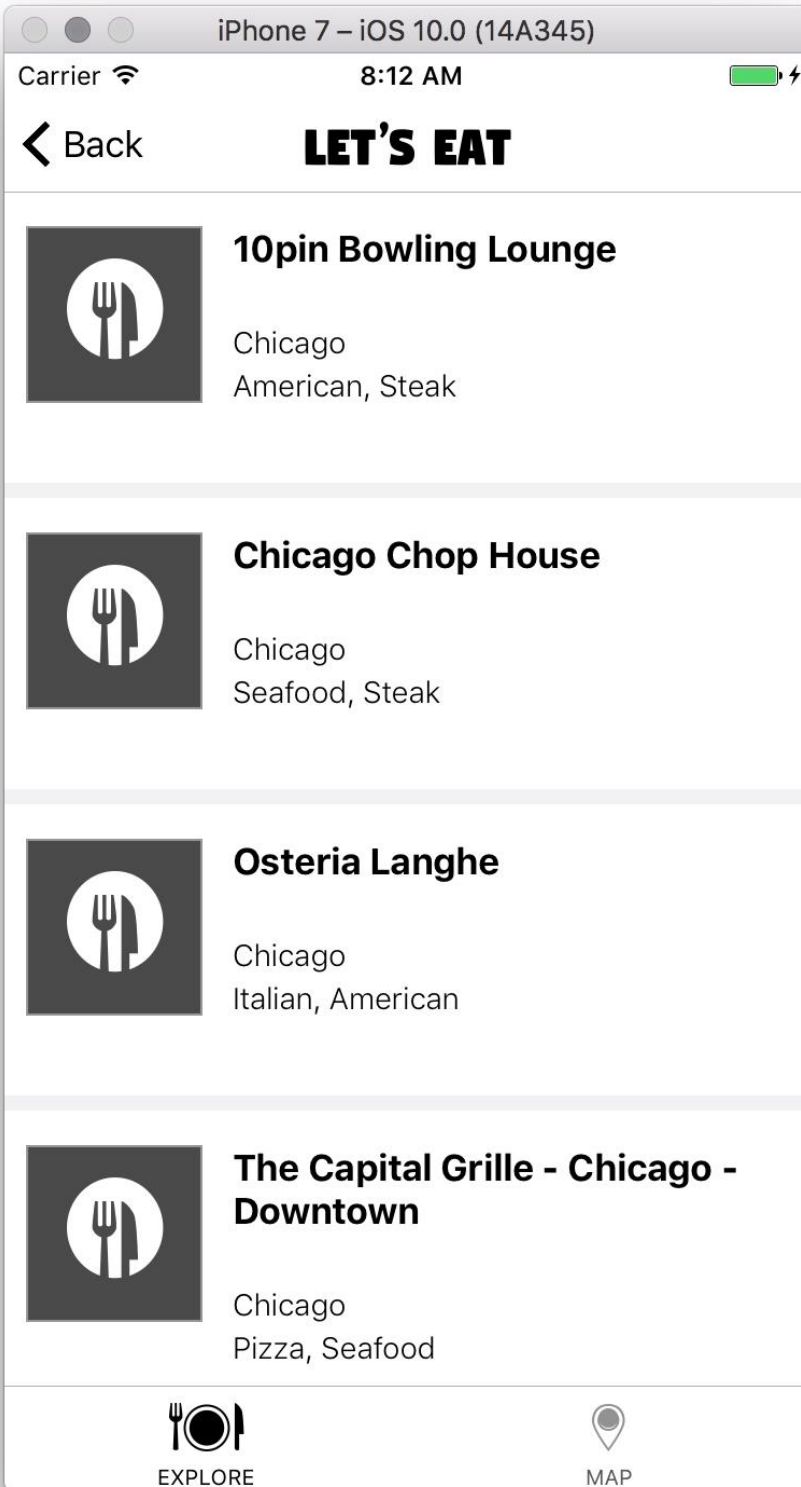 iPhone 7 – iOS 10.0 (14A345)
Carrier
8:12 AM
Back
LET'S EAT
10pin Bowling Lounge
Chicago
American, Steak
Chicago Chop House
Chicago
Seafood, Steak
Osteria Langhe
Chicago
Italian, American
The Capital Grille - Chicago -
Downtown
Chicago
Pizza, Seafood
EXPLORE
MAP